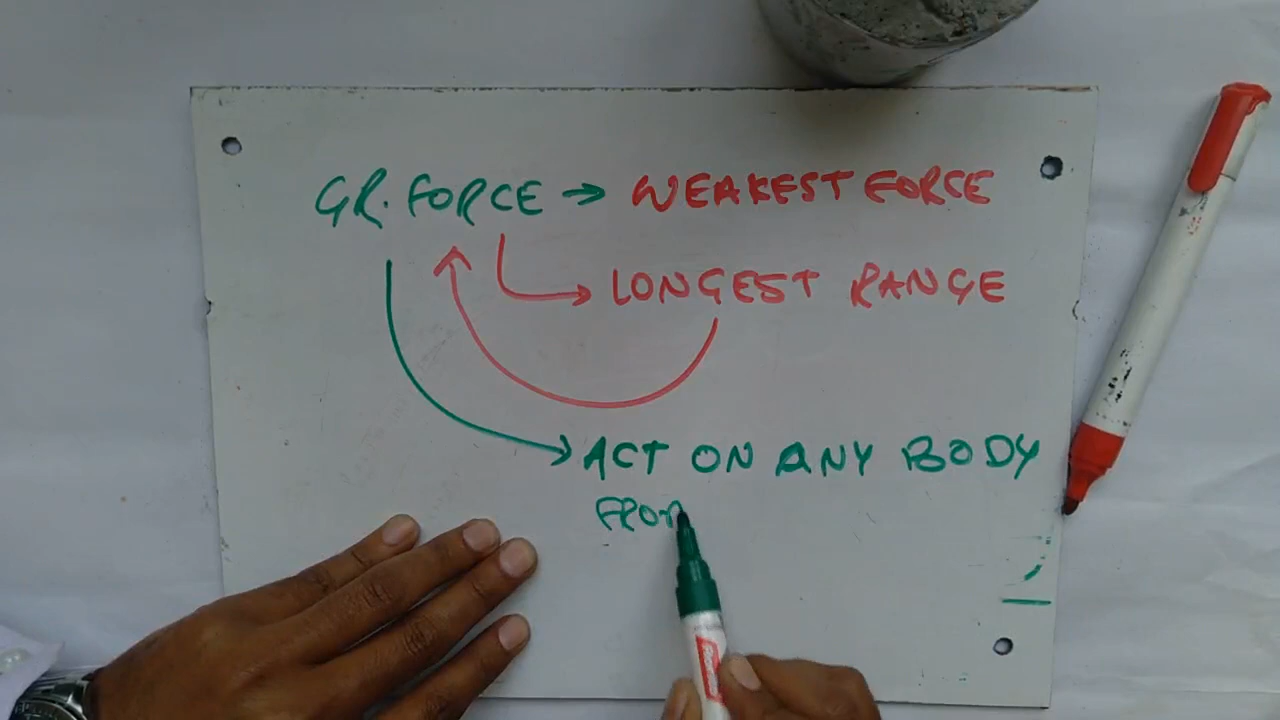 GR. FORCE → WEAKEST FORCE
LONGEST RANGE
ACT ON ANY BODY
FROM